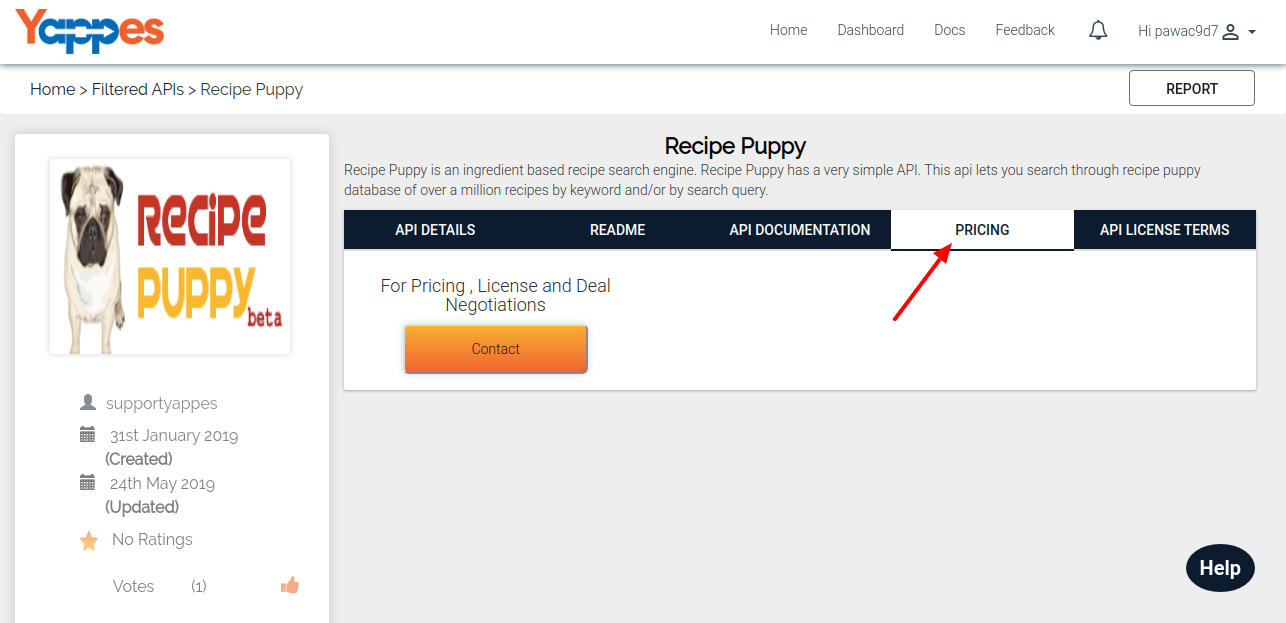 Yappes
Home Dashboard Docs Feedback Hi pawac9d7
Home > Filtered APIs > Recipe Puppy
REPORT
Recipe
Puppy
beta
supportyappes
31st January 2019
(Created)
24th May 2019
(Updated)
No Ratings
Votes (1)
Recipe Puppy
Recipe Puppy is an ingredient based recipe search engine. Recipe Puppy has a very simple API. This api lets you search through recipe puppy
database of over a million recipes by keyword and/or by search query.
API DETAILS README API DOCUMENTATION PRICING API LICENSE TERMS
For Pricing , License and Deal
Negotiations
Contact
Help